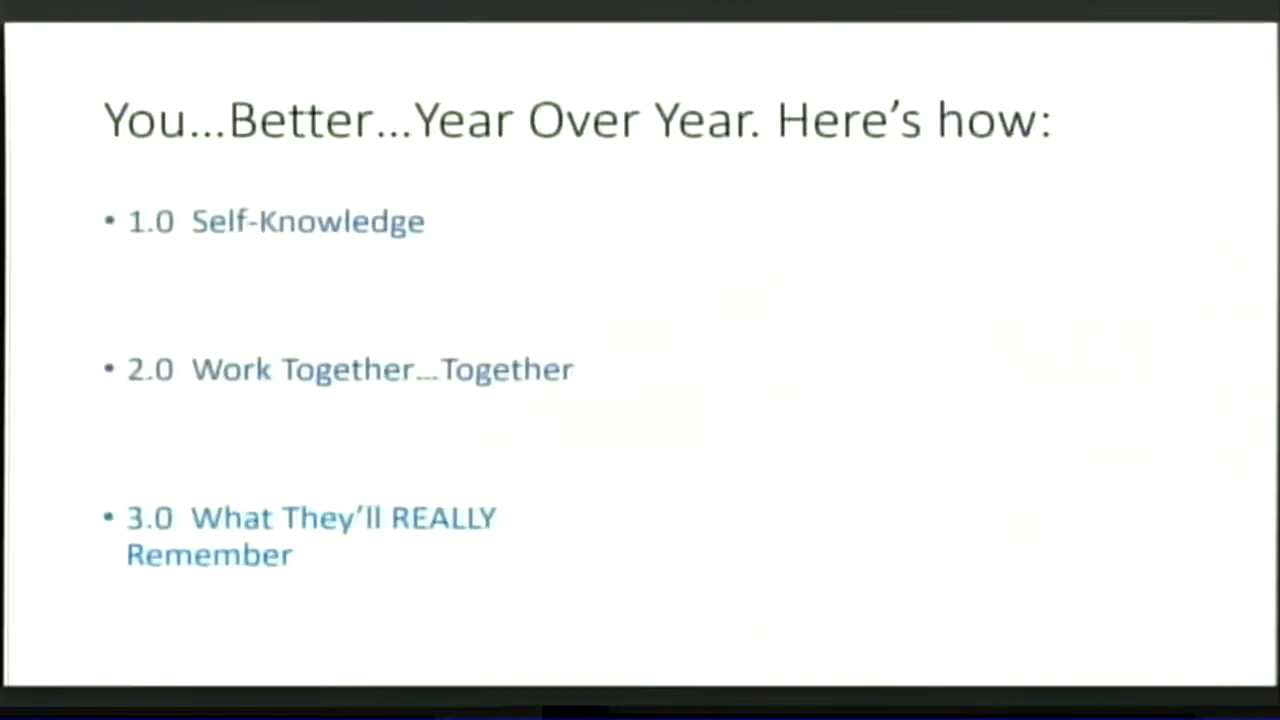 You...Better...Year Over Year. Here's how:
• 1.0 Self-Knowledge
• 2.0 Work Together...Together
• 3.0 What They'll REALLY
Remember